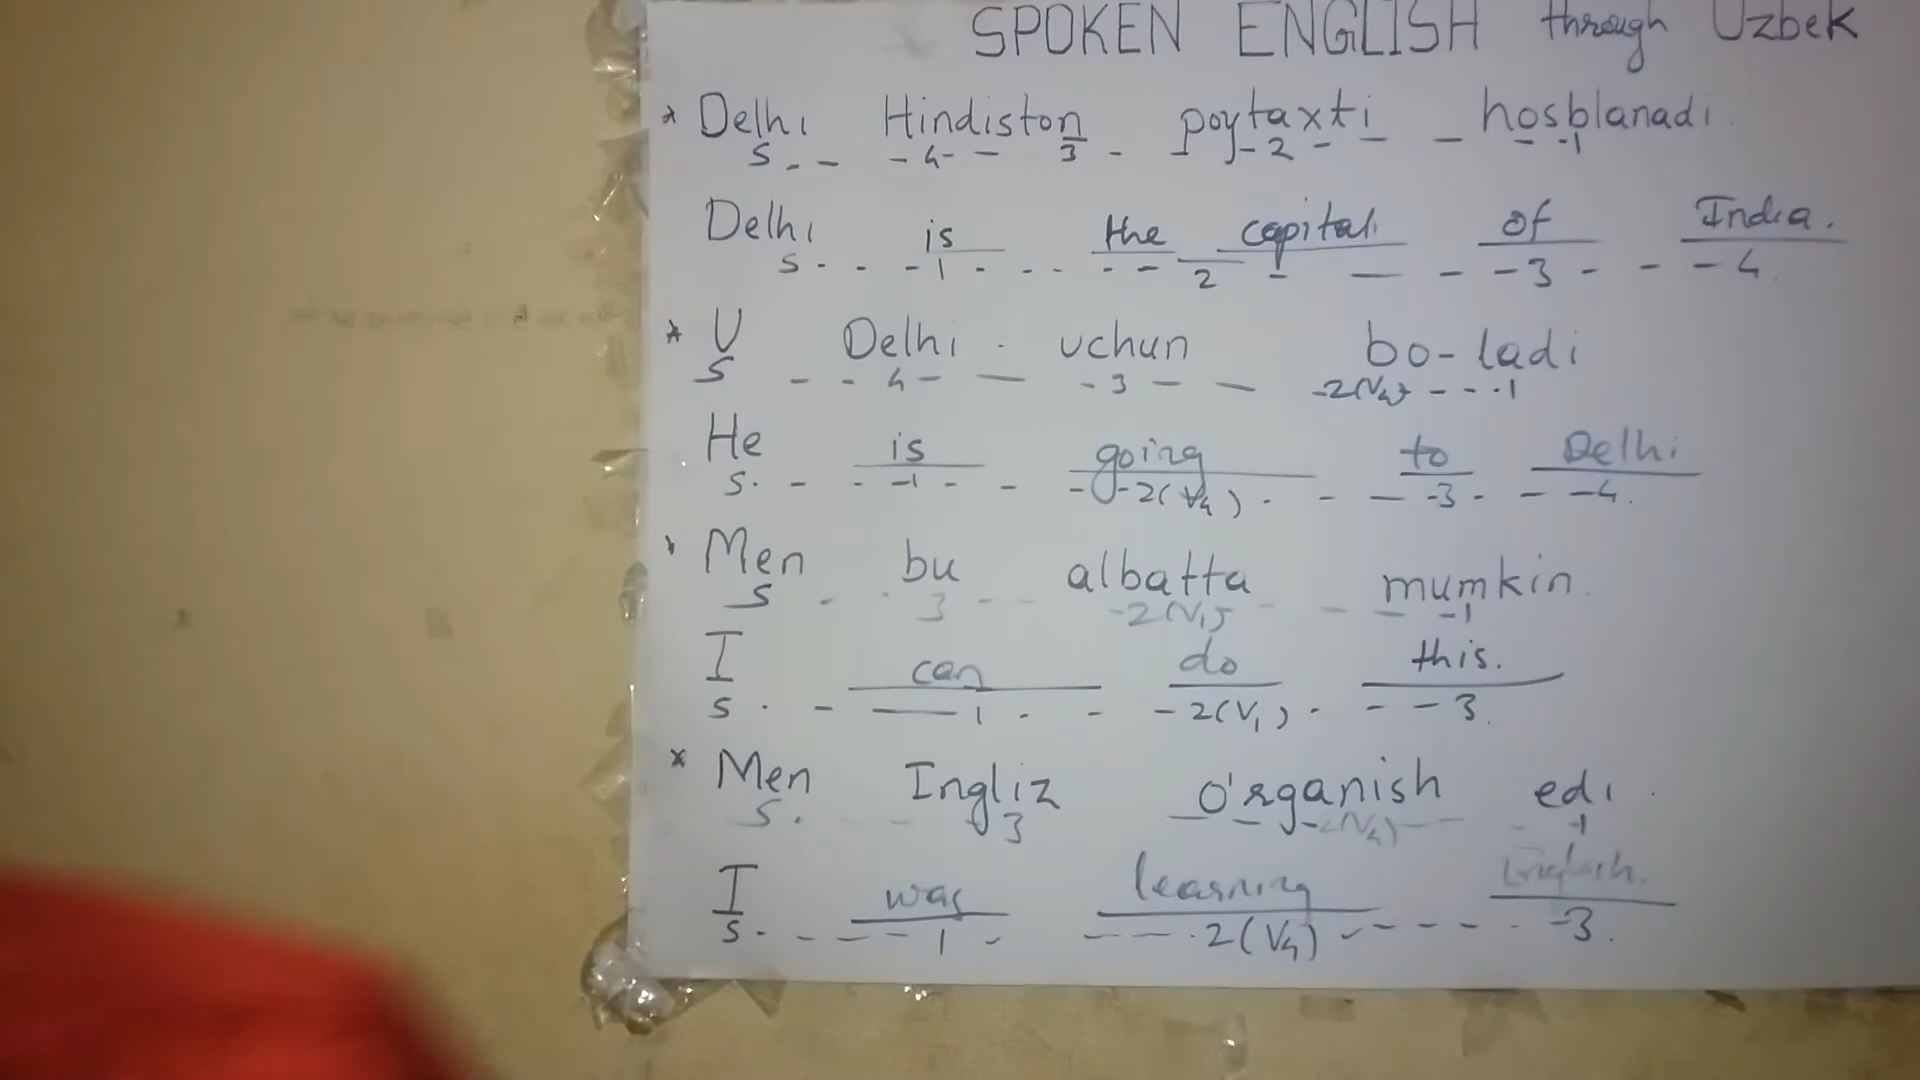 SPOKEN ENGLISH through Uzbek
* Delhi Hindiston poytaxti hosblanadi.
S - - - 4 - - 3 - - 2 - - - - - 1
Delhi is the capital of India.
S - - - 1 - - - - - 2 - - - - 3 - - - 4.
* U Delhi uchun bo-ladi
S - - 4 - - - 3 - - - 2(V4) - - - 1
He is going to Delhi
S. - - - 1 - - - - 2(V4) . - - - 3 - - - 4.
* Men bu albatta mumkin.
S - - 3 - - - 2(V1) - - - - 1
I can do this.
S . - - 1 - - - 2(V1) . - - 3.
* Men Ingliz o'rganish edi.
S. - - 3 - - - 2(V4) - - - 1
I was learning English.
S. - - - 1 - - - - 2(V4) - - - - - - 3.